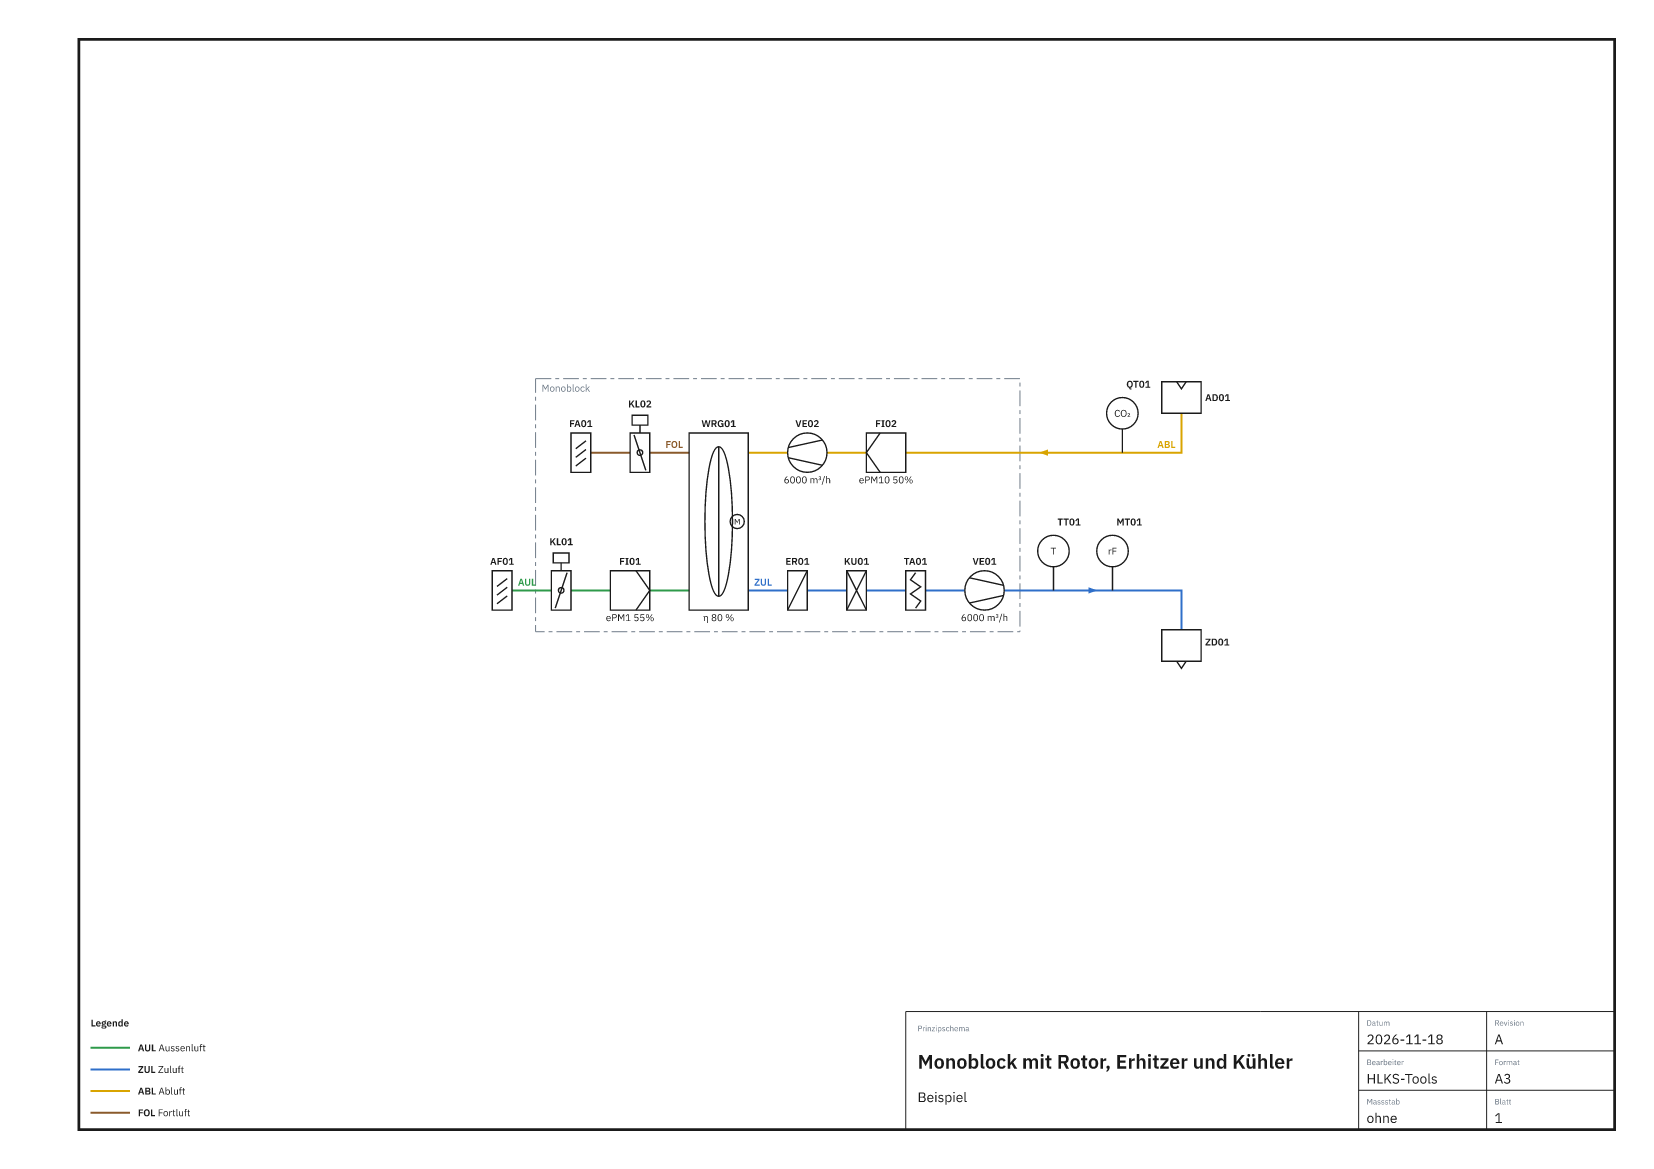 Monoblock
QT01
CO₂
AD01
KL02
FA01
WRG01
VE02
FI02
FOL
ABL
6000 m³/h
ePM10 50%
M
TT01
MT01
T
rF
KL01
AF01
FI01
ER01
KU01
TA01
VE01
AUL
ZUL
ePM1 55%
η 80 %
6000 m³/h
ZD01
Legende
AUL Aussenluft
ZUL Zuluft
ABL Abluft
FOL Fortluft
Prinzipschema
Monoblock mit Rotor, Erhitzer und Kühler
Beispiel
Datum
2026-11-18
Revision
A
Bearbeiter
HLKS-Tools
Format
A3
Massstab
ohne
Blatt
1